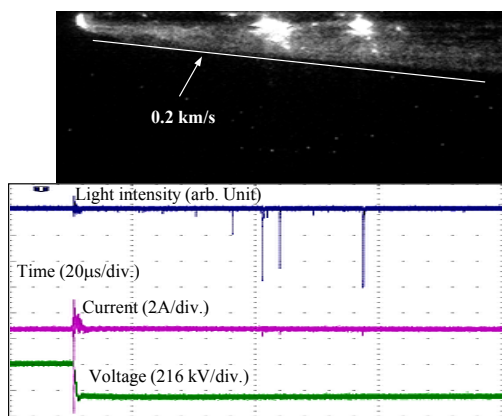 0.2 km/s
Light intensity (arb. Unit)
Time (20μs/div.)
Current (2A/div.)
Voltage (216 kV/div.)